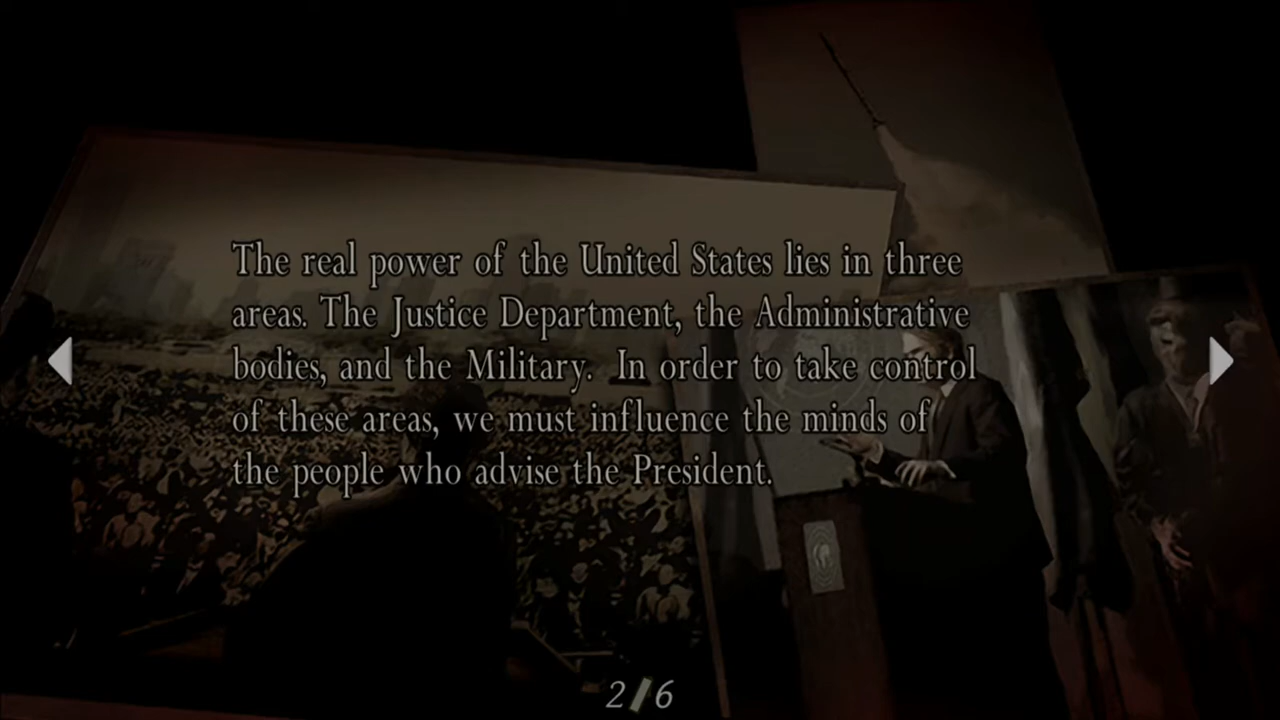 The real power of the United States lies in three
areas. The Justice Department, the Administrative
bodies, and the Military.  In order to take control
of these areas, we must influence the minds of
the people who advise the President.
2/6